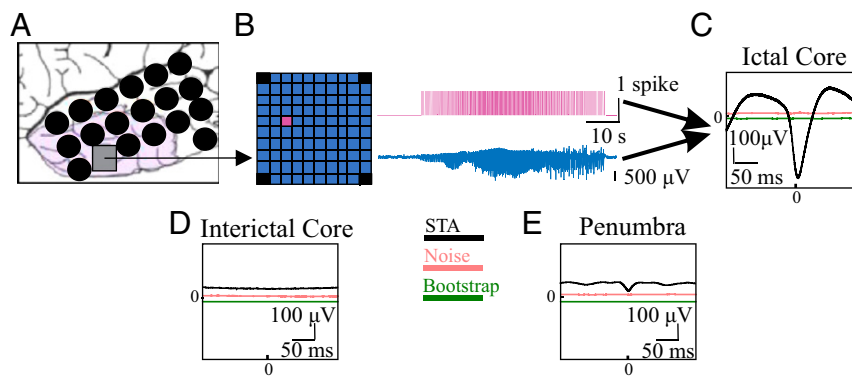 A
B
1 spike
10 s
500 μV
C
Ictal Core
0
100μV
50 ms
0
D
Interictal Core
0
100 μV
50 ms
0
STA
Noise
Bootstrap
E
Penumbra
0
100 μV
50 ms
0